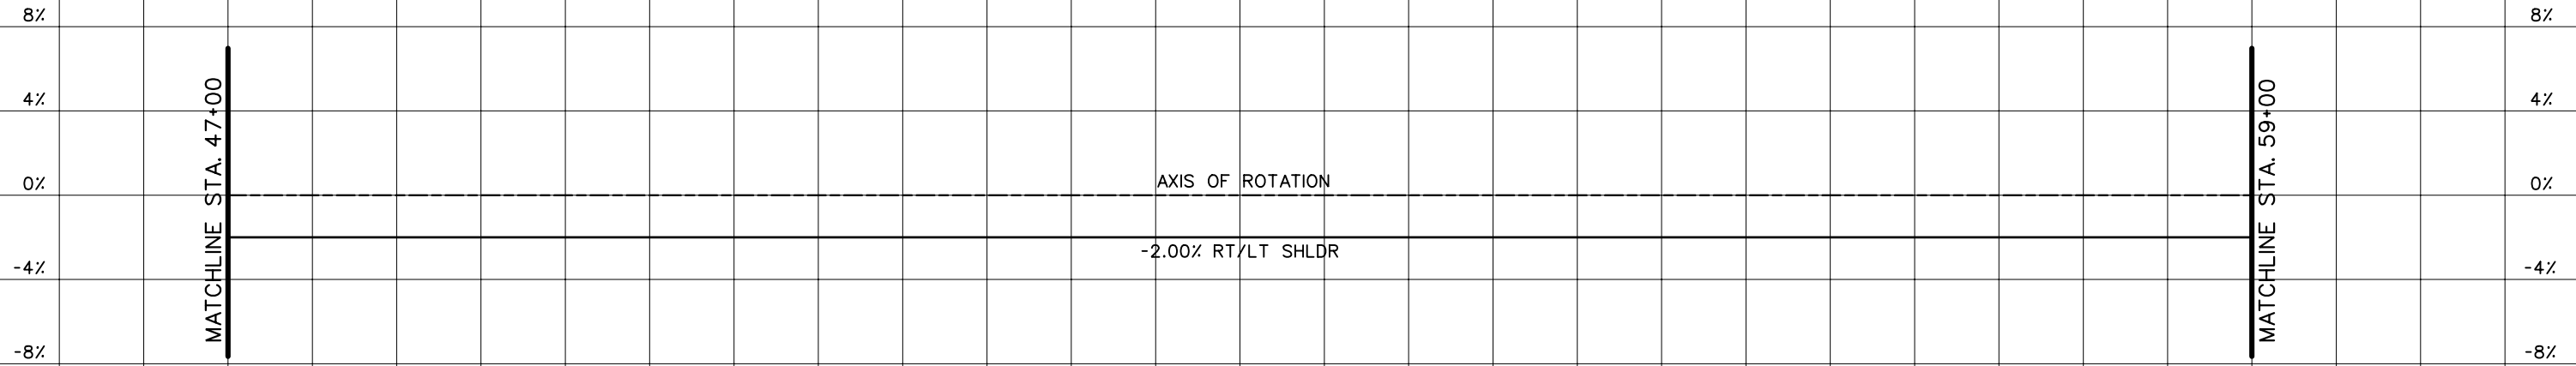 8% 8%
4% 4%
0% 0%
-4% -4%
-8% -8%
MATCHLINE STA. 47+00
AXIS OF ROTATION
-2.00% RT/LT SHLDR
MATCHLINE STA. 59+00